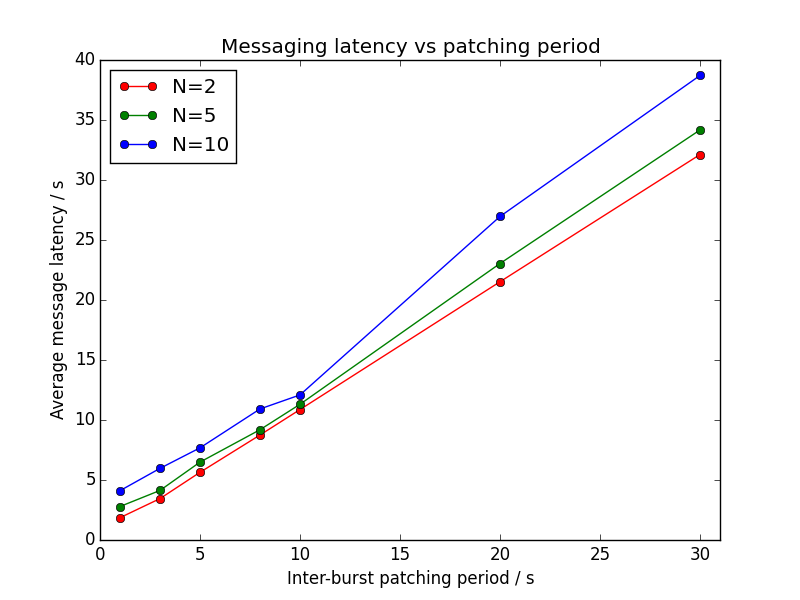 Messaging latency vs patching period
40
35
30
25
20
15
10
5
0
N=2
N=5
N=10
Average message latency / s
0 5 10 15 20 25 30
Inter-burst patching period / s